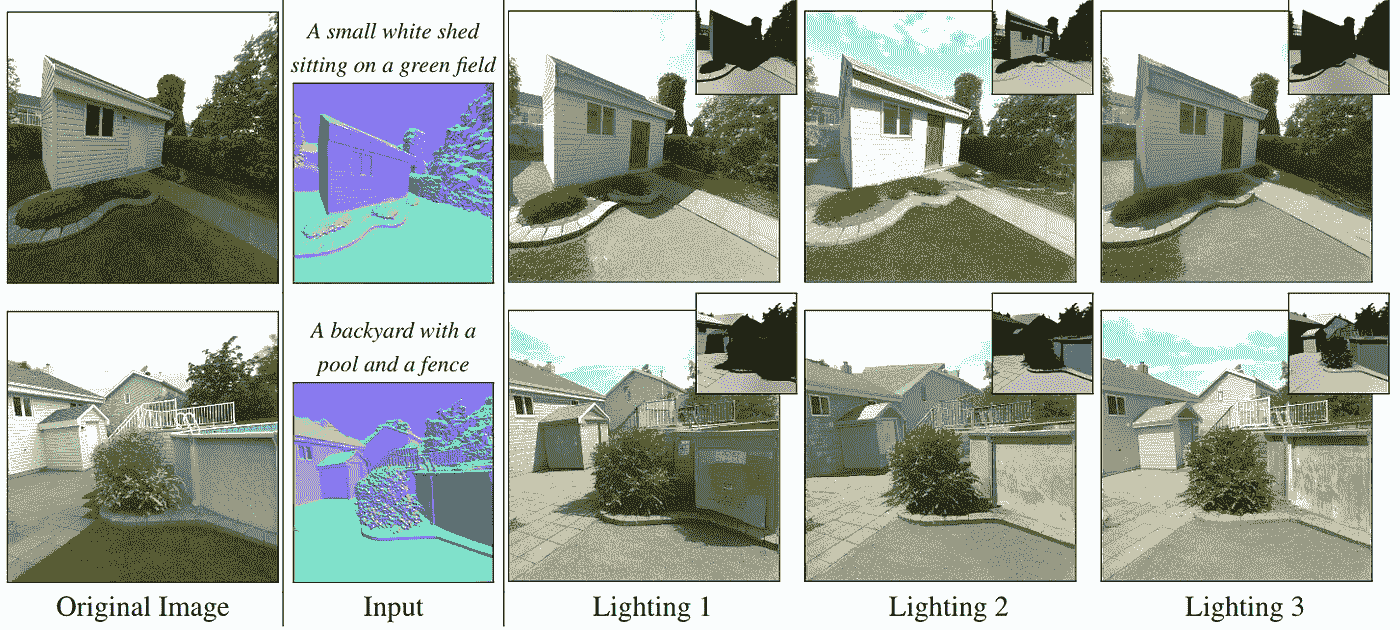 A small white shed
sitting on a green field
A backyard with a
pool and a fence
Original Image
Input
Lighting 1
Lighting 2
Lighting 3